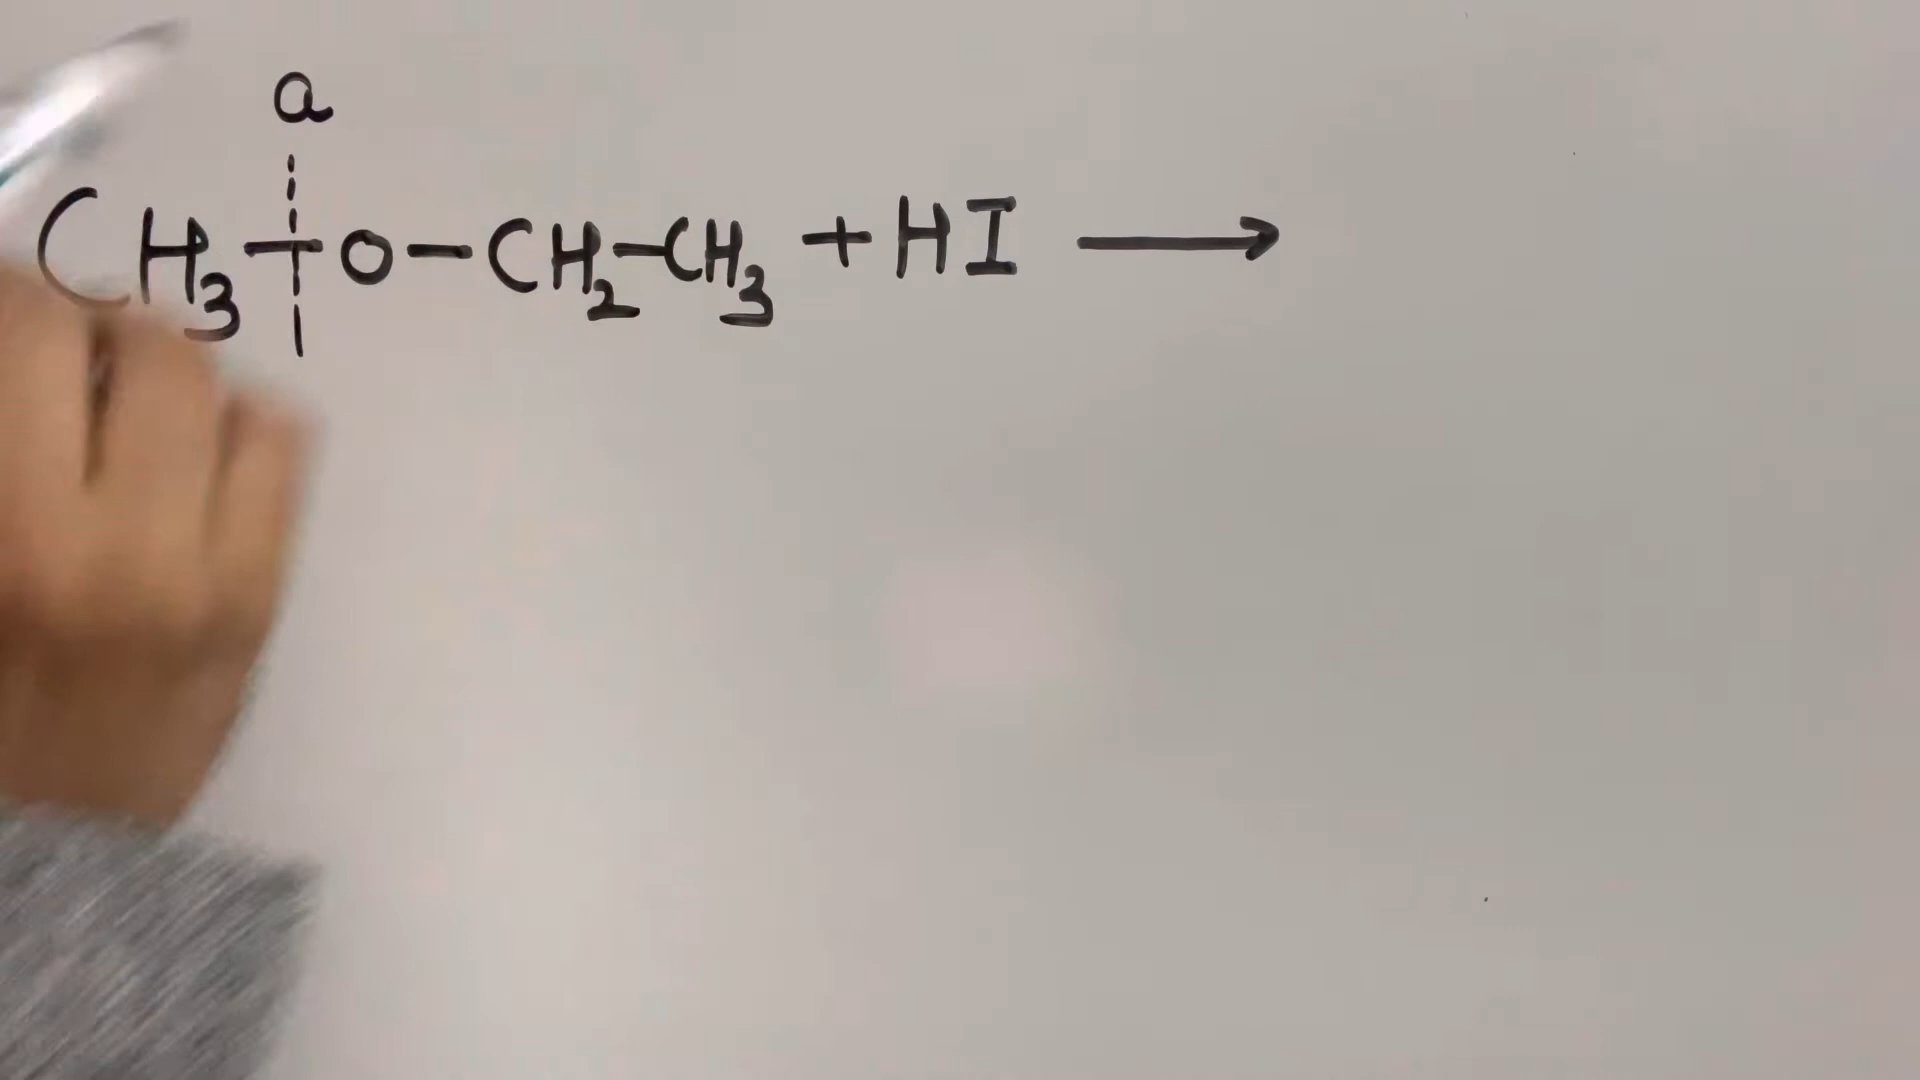 a
CH₃-O-CH₂-CH₃ + HI ⟶